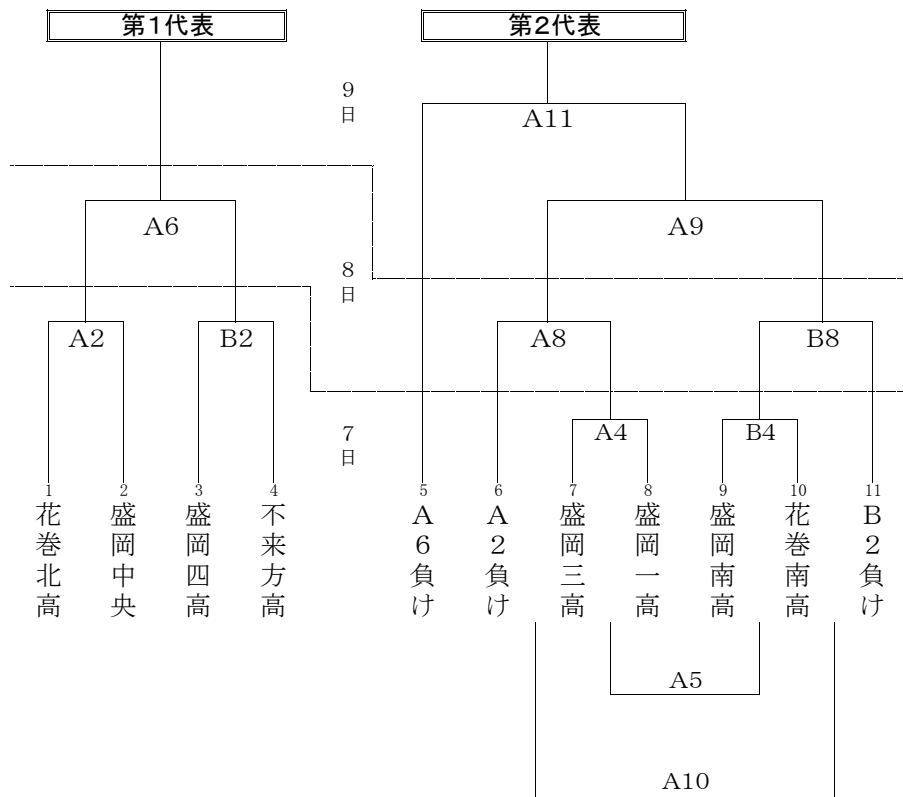 第1代表
第2代表
9日
A11
A6
A9
8日
A2
B2
A8
B8
7日
A4
B4
1
2
3
4
5
6
7
8
9
10
11
花巻北高
盛岡中央
盛岡四高
不来方高
A6負け
A2負け
盛岡三高
盛岡一高
盛岡南高
花巻南高
B2負け
A5
A10